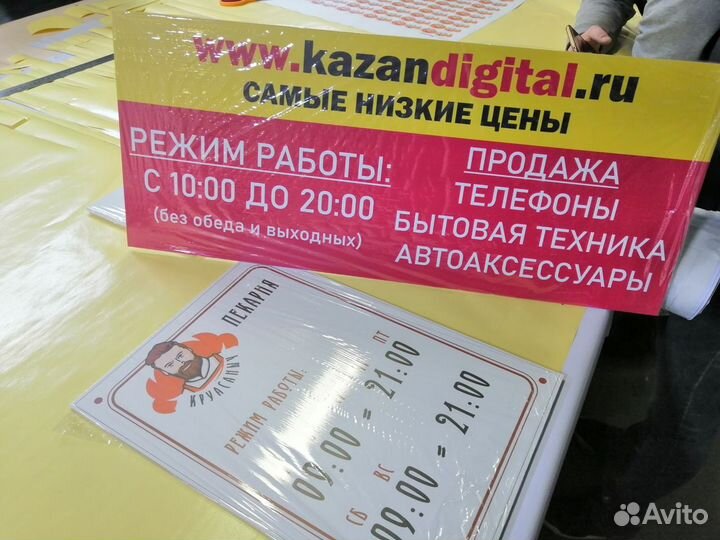 www.kazandigital.ru
САМЫЕ НИЗКИЕ ЦЕНЫ
РЕЖИМ РАБОТЫ:
С 10:00 ДО 20:00
(без обеда и выходных)
ПРОДАЖА
ТЕЛЕФОНЫ
БЫТОВАЯ ТЕХНИКА
АВТОАКСЕССУАРЫ
ПЕКАРНЯ
КРУАСАНЫЧ
РЕЖИМ РАБОТЫ:
ПТ
09:00 = 21:00
СБ ВС
09:00 = 21:00
Avito